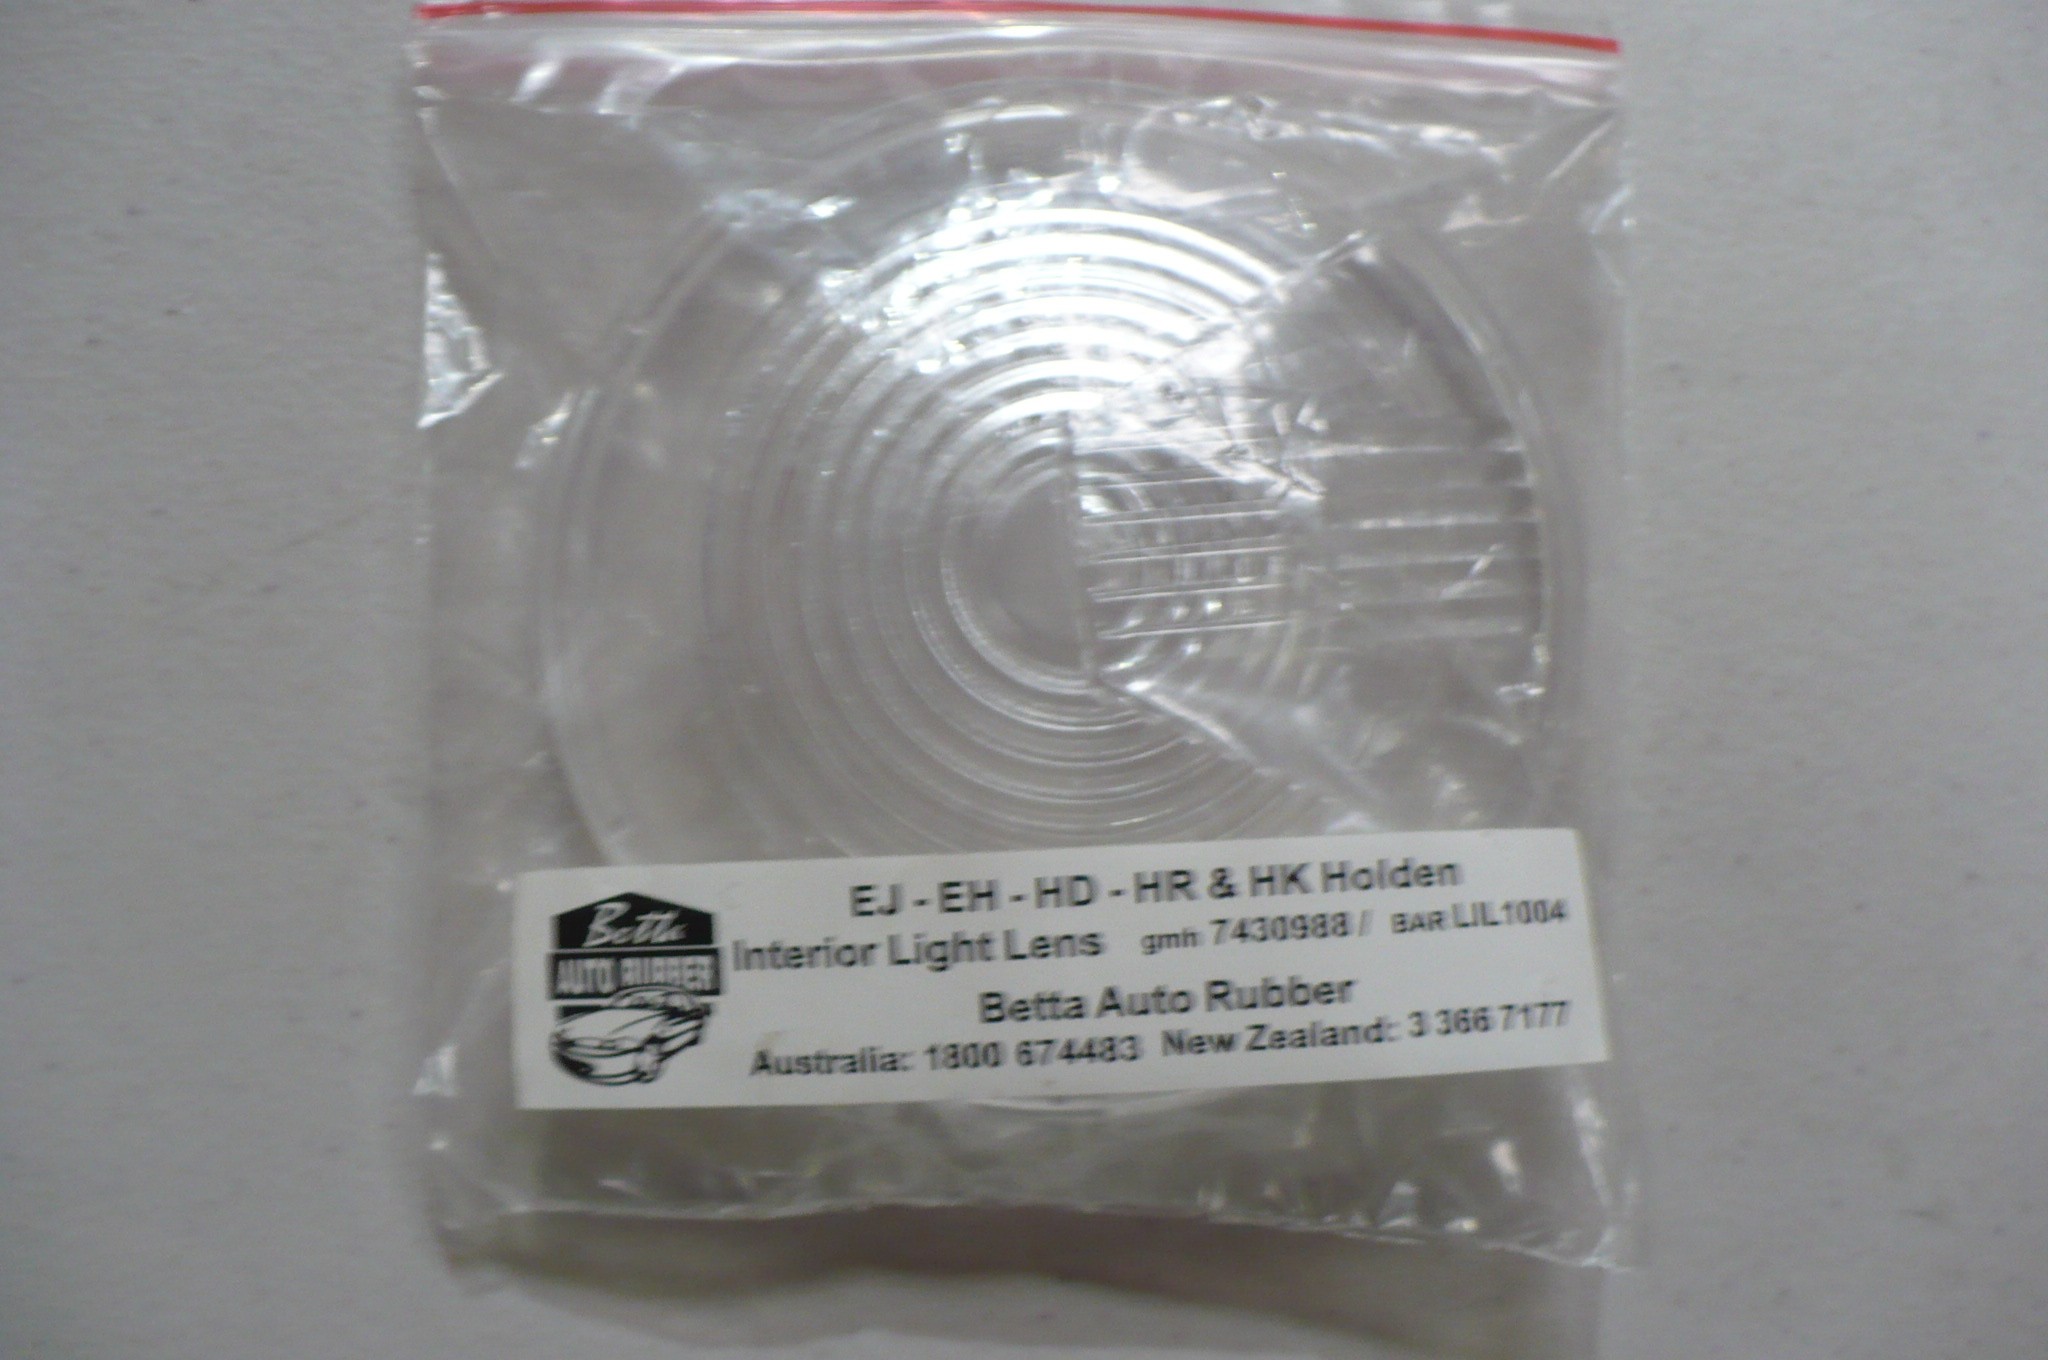 Betta
AUTO RUBBER
EJ - EH - HD - HR & HK Holden
Interior Light Lens gmh 7430988 / BAR LIL1004
Betta Auto Rubber
Australia: 1800 674483 New Zealand: 3 366 7177